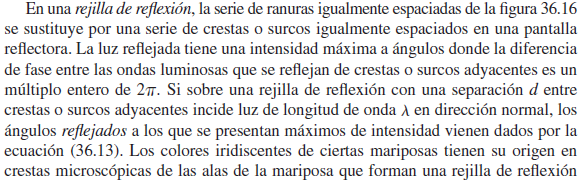 En una rejilla de reflexión, la serie de ranuras igualmente espaciadas de la figura 36.16
se sustituye por una serie de crestas o surcos igualmente espaciados en una pantalla
reflectora. La luz reflejada tiene una intensidad máxima a ángulos donde la diferencia
de fase entre las ondas luminosas que se reflejan de crestas o surcos adyacentes es un
múltiplo entero de 2π. Si sobre una rejilla de reflexión con una separación d entre
crestas o surcos adyacentes incide luz de longitud de onda λ en dirección normal, los
ángulos reflejados a los que se presentan máximos de intensidad vienen dados por la
ecuación (36.13). Los colores iridiscentes de ciertas mariposas tienen su origen en
crestas microscópicas de las alas de la mariposa que forman una rejilla de reflexión